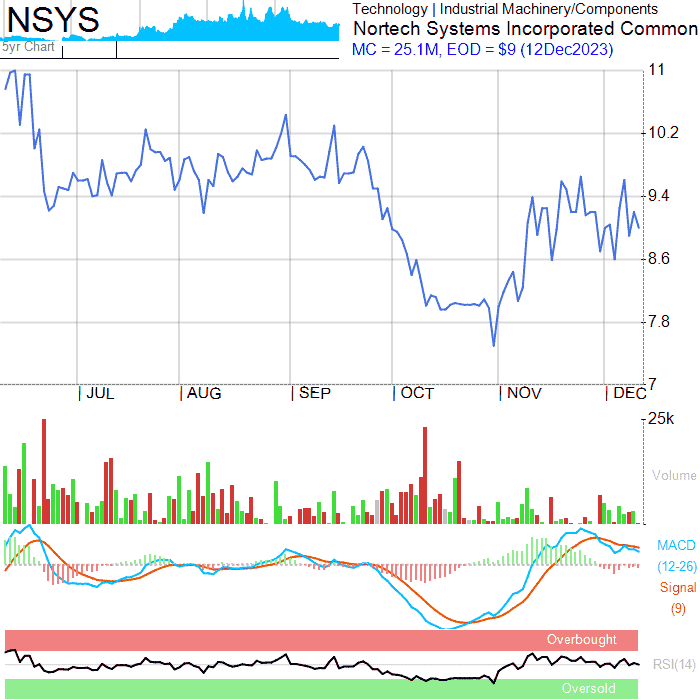 NSYS
5yr Chart
Technology | Industrial Machinery/Components
Nortech Systems Incorporated Common
MC = 25.1M, EOD = $9 (12Dec2023)
11
10.2
9.4
8.6
7.8
7
JUL
AUG
SEP
OCT
NOV
DEC
25k
Volume
MACD
(12-26)
Signal
(9)
Overbought
RSI(14)
Oversold